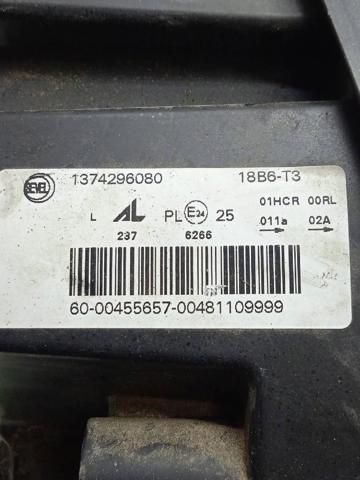 SEVEL 1374296080 18B6-T3
01HCR 00RL
L AL PL E24 25 011a 02A
237 6266
60-00455657-00481109999